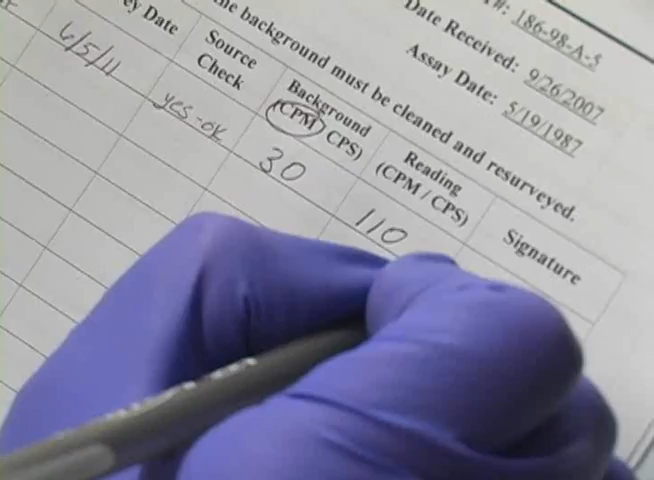 #: 186-98-A-5
Date Received: 9/26/2007
Assay Date: 5/19/1987
background must be cleaned and resurveyed.
Date
Source Check
Background (CPM / CPS)
Reading (CPM / CPS)
Signature
6/5/11
yes-ok
30
110